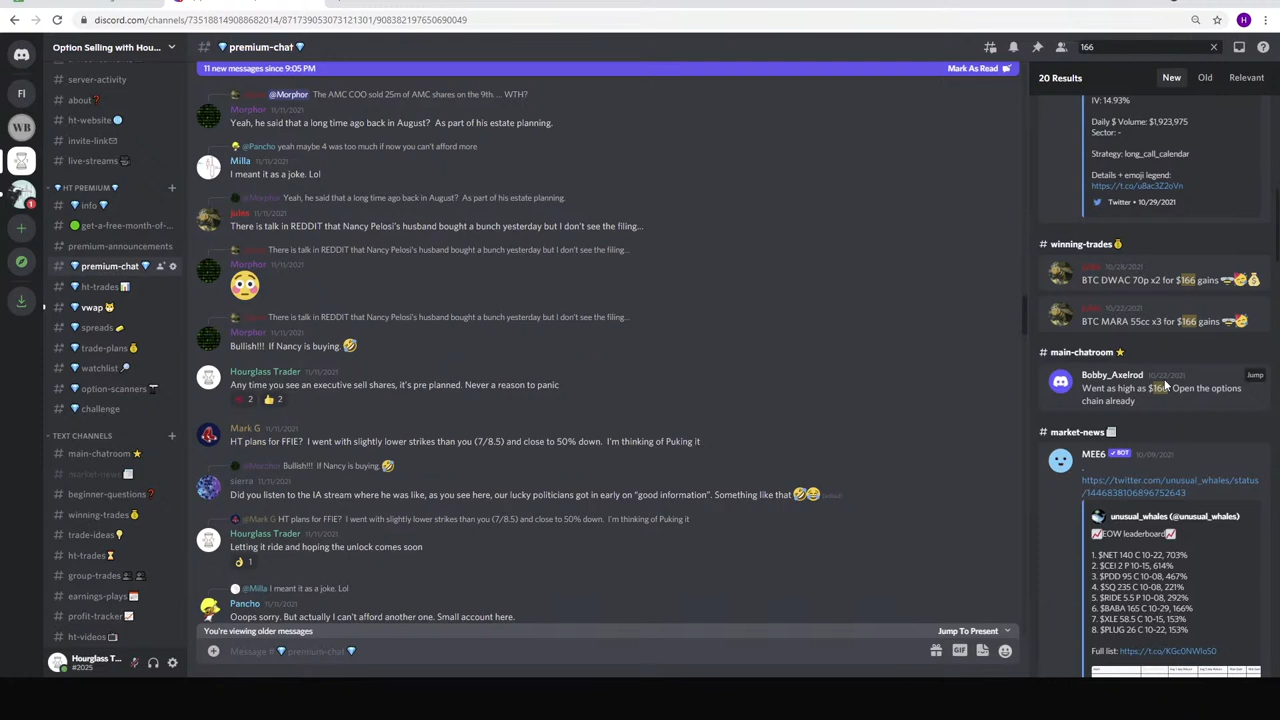 discord.com/channels/735188914088682014/871739053073121301/908382197650690049
H
Option Selling with Hou...
server-activity
about
ht-website
invite-link
live-streams
HT PREMIUM
info
get-a-free-month-of-...
premium-announcements
premium-chat
ht-trades
vwap
spreads
trade-plans
watchlist
option-scanners
challenge
TEXT CHANNELS
main-chatroom
market-news
beginner-questions
winning-trades
trade-ideas
ht-trades
group-trades
earnings-plays
profit-tracker
ht-videos
Hourglass T...
#2025
FI
WB
1
premium-chat
11 new messages since 9:05 PM
Mark As Read
@Morphor The AMC COO sold 25m of AMC shares on the 9th. ... WTH?
Morphor 11/11/2021
Yeah, he said that a long time ago back in August? As part of his estate planning.
@Pancho yeah maybe 4 was too much if now you can't afford more
Milla 11/11/2021
I meant it as a joke. Lol
@Morphor Yeah, he said that a long time ago back in August? As part of his estate planning.
jules 11/11/2021
There is talk in REDDIT that Nancy Pelosi's husband bought a bunch yesterday but I don't see the filing...
There is talk in REDDIT that Nancy Pelosi's husband bought a bunch yesterday but I don't see the filing...
Morphor 11/11/2021
There is talk in REDDIT that Nancy Pelosi's husband bought a bunch yesterday but I don't see the filing...
Morphor 11/11/2021
Bullish!!! If Nancy is buying.
Hourglass Trader 11/11/2021
Any time you see an executive sell shares, it's pre planned. Never a reason to panic
2 2
Mark G 11/11/2021
HT plans for FFIE? I went with slightly lower strikes than you (7/8.5) and close to 50% down. I'm thinking of Puking it
@Morphor Bullish!!! If Nancy is buying.
sierra 11/11/2021
Did you listen to the IA stream where he was like, as you see here, our lucky politicians got in early on "good information". Something like that (edited)
@Mark G HT plans for FFIE? I went with slightly lower strikes than you (7/8.5) and close to 50% down. I'm thinking of Puking it
Hourglass Trader 11/11/2021
Letting it ride and hoping the unlock comes soon
1
@Milla I meant it as a joke. Lol
Pancho 11/11/2021
Ooops sorry. But actually I can't afford another one. Small account here.
You're viewing older messages
Jump To Present
Message # premium-chat
GIF
166
20 Results
New
Old
Relevant
IV: 14.93%
Daily $ Volume: $1,923,975
Sector: -
Strategy: long_call_calendar
Details + emoji legend:
https://t.co/u8ac3Z2oVn
Twitter • 10/29/2021
winning-trades
jules 10/28/2021
BTC DWAC 70p x2 for $166 gains
jules 10/22/2021
BTC MARA 55cc x3 for $166 gains
main-chatroom
Bobby_Axelrod 10/22/2021
Jump
Went as high as $166. Open the options
chain already
market-news
MEE6 BOT 10/09/2021
.
https://twitter.com/unusual_whales/status
/1446838106896752643
unusual_whales (@unusual_whales)
EOW leaderboard
1. $NET 140 C 10-22, 703%
2. $CEI 2 P 10-15, 614%
3. $PDD 95 C 10-08, 467%
4. $SQ 235 C 10-08, 221%
5. $RIDE 5.5 P 10-08, 292%
6. $BABA 165 C 10-29, 166%
7. $XLE 58.5 C 10-15, 153%
8. $PLUG 26 C 10-22, 153%
Full list: https://t.co/KGc0NWlo50